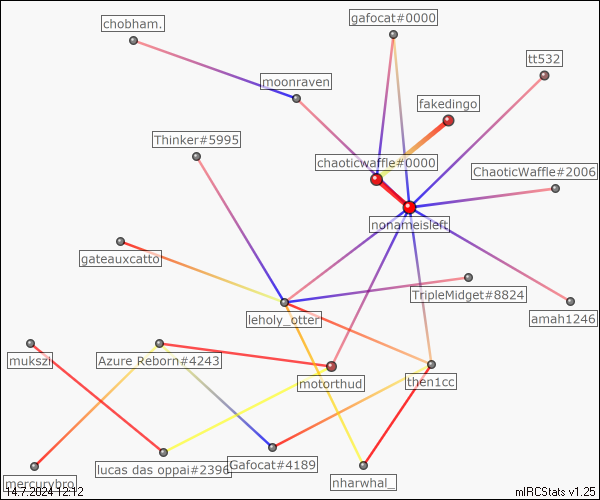 gafocat#0000
chobham.
tt532
moonraven
fakedingo
Thinker#5995
chaoticwaffle#0000
ChaoticWaffle#2006
nonameisleft
gateauxcatto
TripleMidget#8824
leholy_otter
amah1246
mukszi
Azure Reborn#4243
motorthud
then1cc
lucas das oppai#2396
Gafocat#4189
mercurybro
nharwhal_
14.7.2024 12:12
mIRCStats v1.25